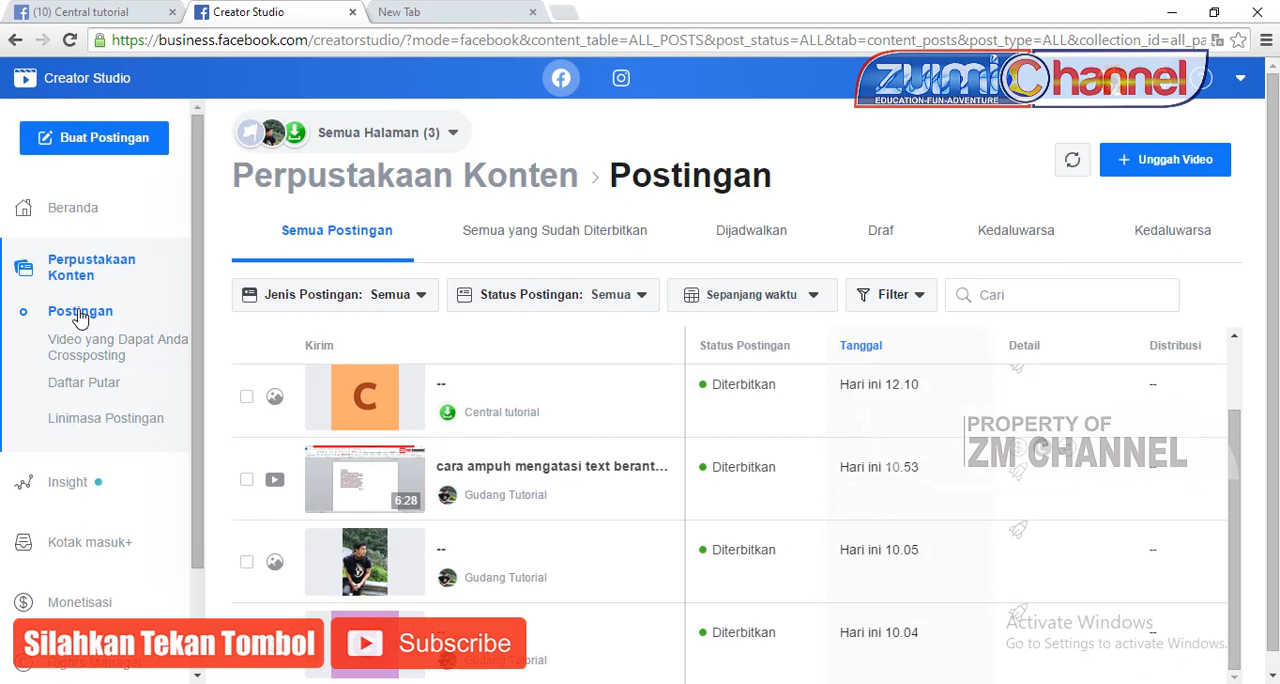 (10) Central tutorial
Creator Studio
New Tab
https://business.facebook.com/creatorstudio/?mode=facebook&content_table=ALL_POSTS&post_status=ALL&tab=content_posts&post_type=ALL&collection_id=all_pa
Creator Studio
zuimi Channel
EDUCATION-FUN-ADVENTURE
Buat Postingan
Semua Halaman (3)
Perpustakaan Konten › Postingan
Unggah Video
Beranda
Perpustakaan
Konten
Postingan
Video yang Dapat Anda
Crossposting
Daftar Putar
Linimasa Postingan
Insight
Kotak masuk+
Monetisasi
Semua Postingan
Semua yang Sudah Diterbitkan
Dijadwalkan
Draf
Kedaluwarsa
Kedaluwarsa
Jenis Postingan: Semua
Status Postingan: Semua
Sepanjang waktu
Filter
Cari
Kirim
Status Postingan
Tanggal
Detail
Distribusi
C
--
Central tutorial
Diterbitkan
Hari ini 12.10
--
6:28
cara ampuh mengatasi text berant...
Gudang Tutorial
Diterbitkan
Hari ini 10.53
--
--
Gudang Tutorial
Diterbitkan
Hari ini 10.05
--
Diterbitkan
Hari ini 10.04
PROPERTY OF
ZM CHANNEL
Activate Windows
Go to Settings to activate Windows.
Silahkan Tekan Tombol
Subscribe